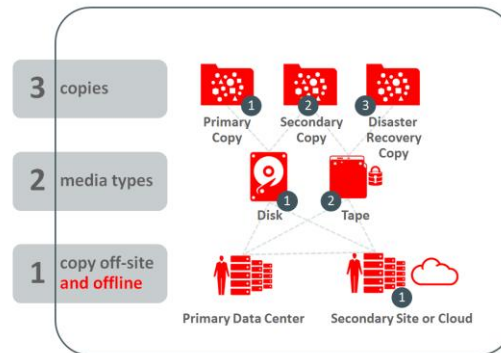 3 copies
1
2
3
Primary Copy
Secondary Copy
Disaster Recovery Copy
2 media types
1
2
Disk
Tape
1 copy off-site and offline
1
Primary Data Center
Secondary Site or Cloud